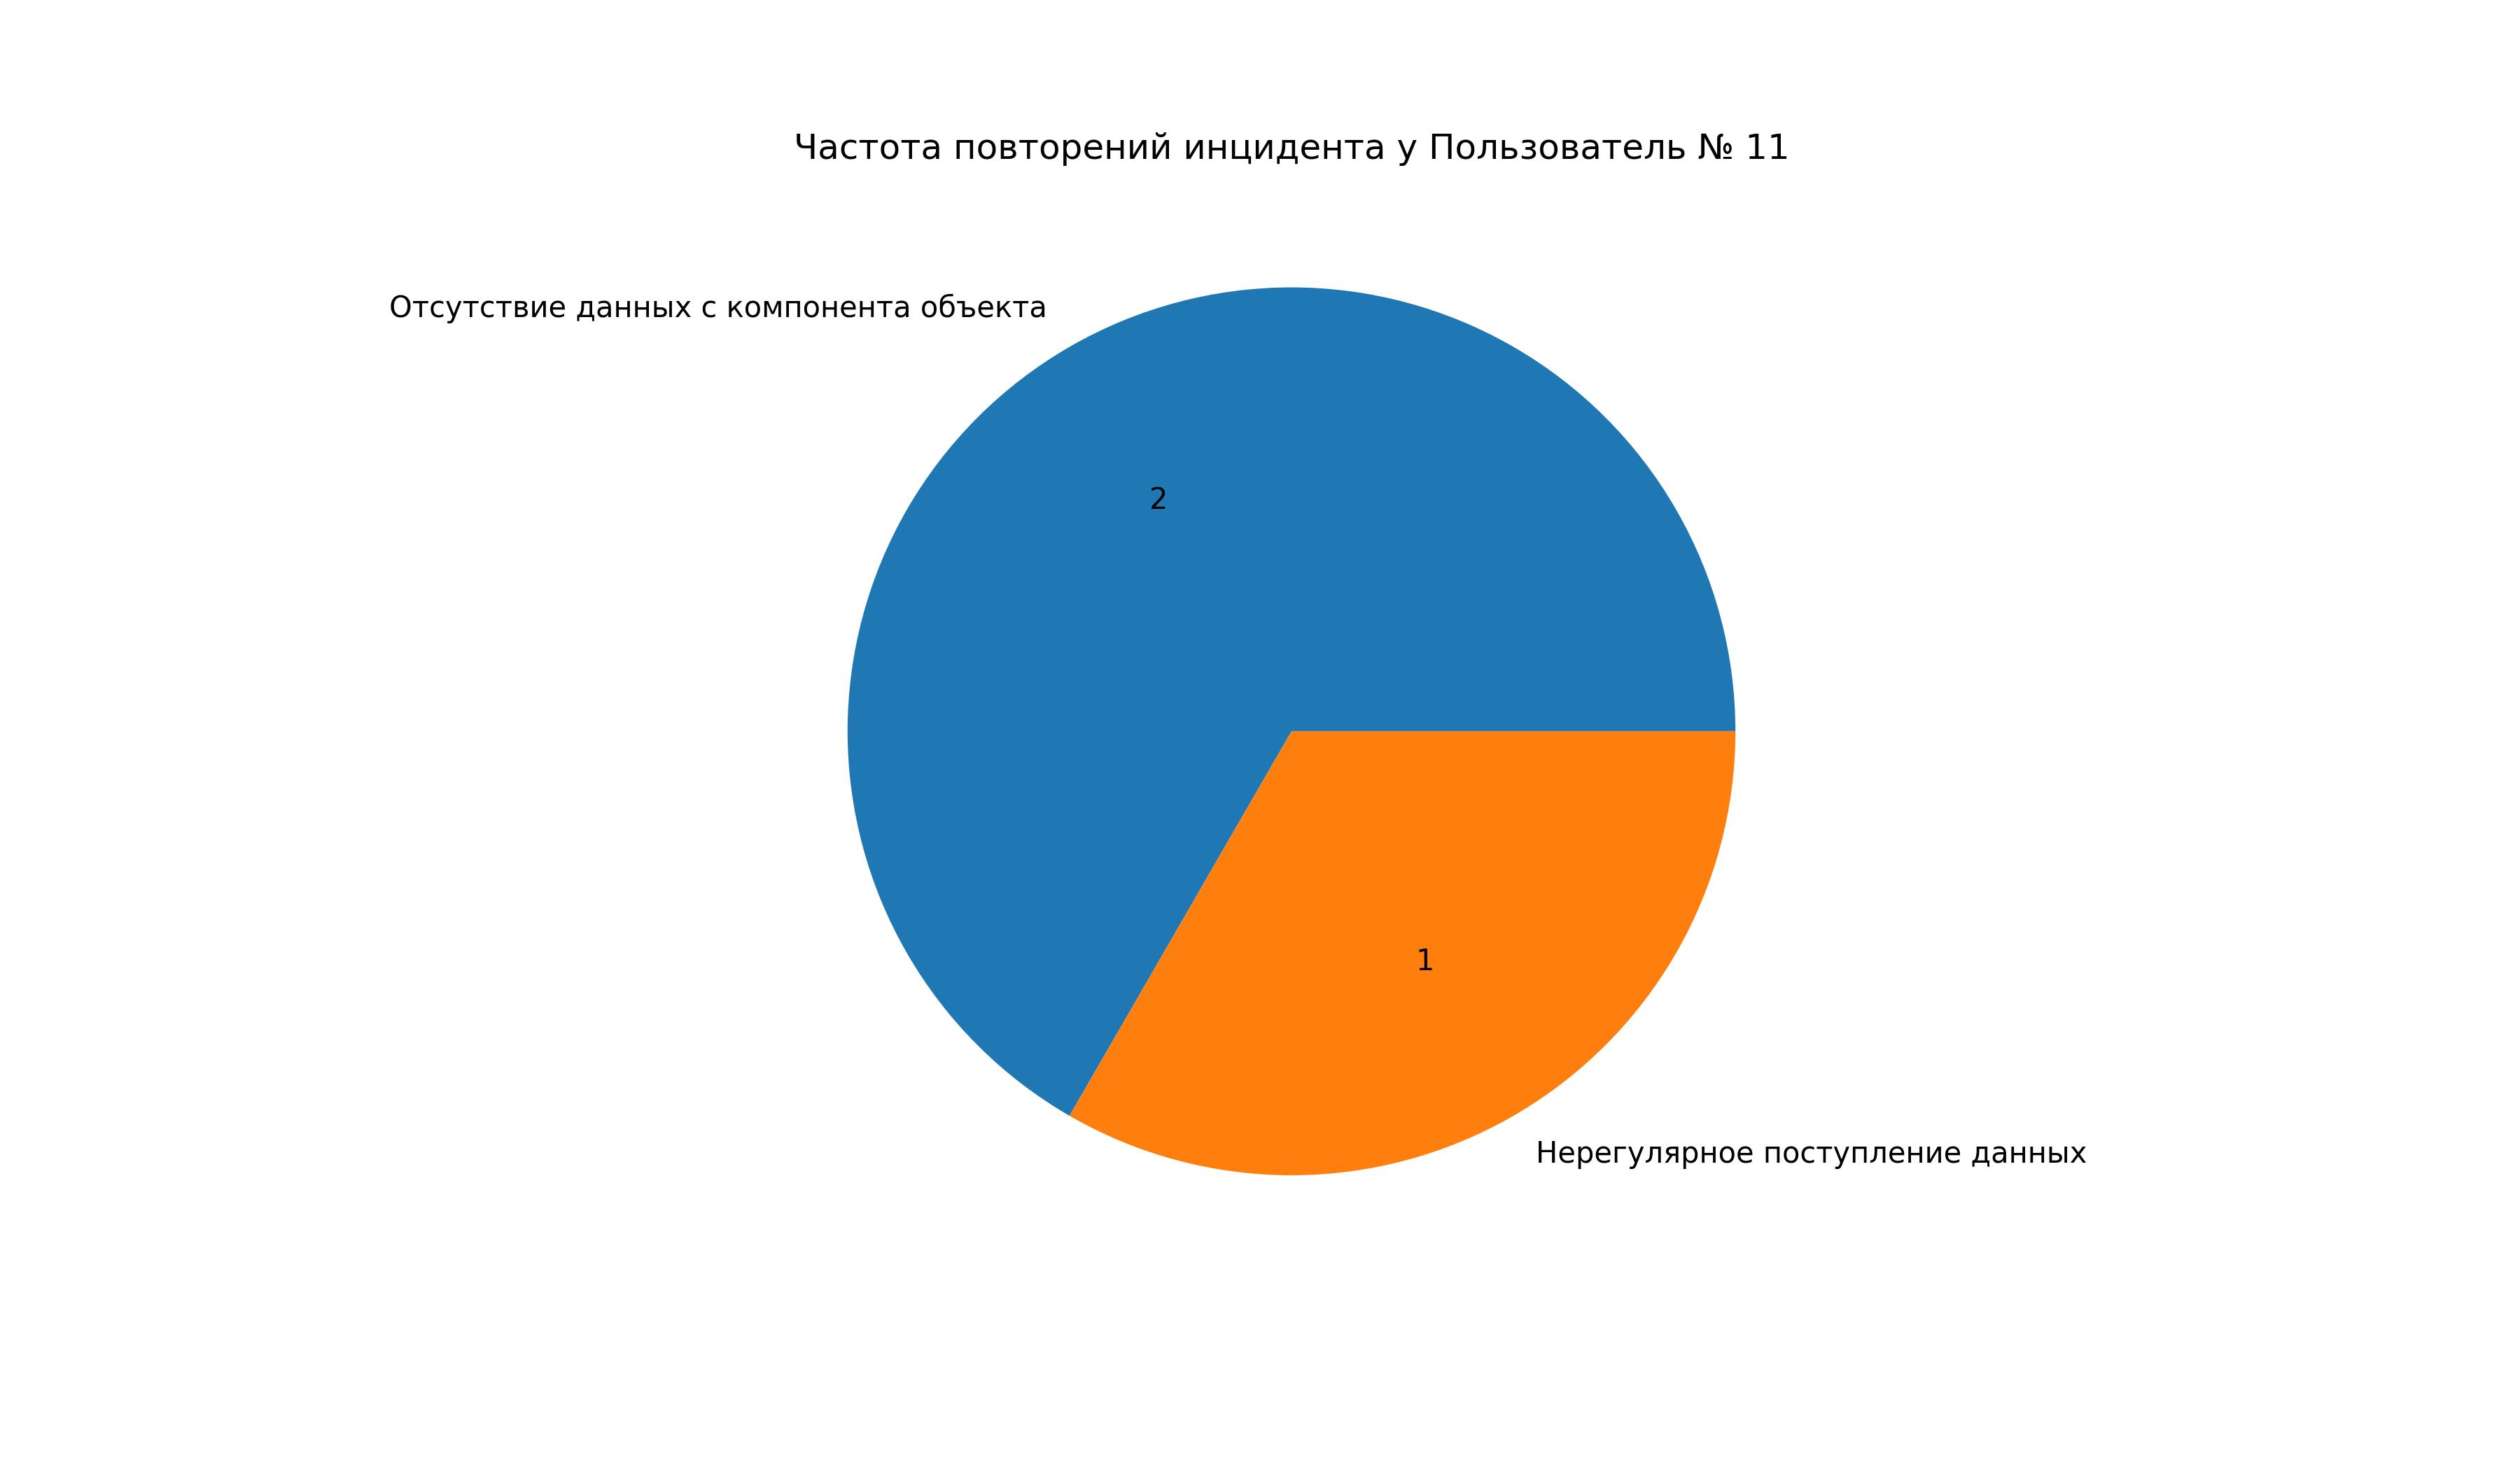 Частота повторений инцидента у Пользователь № 11
Отсутствие данных с компонента объекта
2
1
Нерегулярное поступление данных